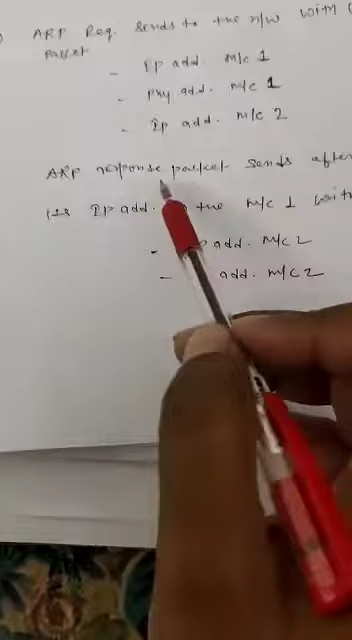 ARP Req. sends to the n/w with
Packet
- IP add. M/c 1
- Phy add. M/c 1
- IP add. M/c 2
ARP response packet sends after
its IP add. the M/c 1 with
- add. M/c 2
- add. M/c 2